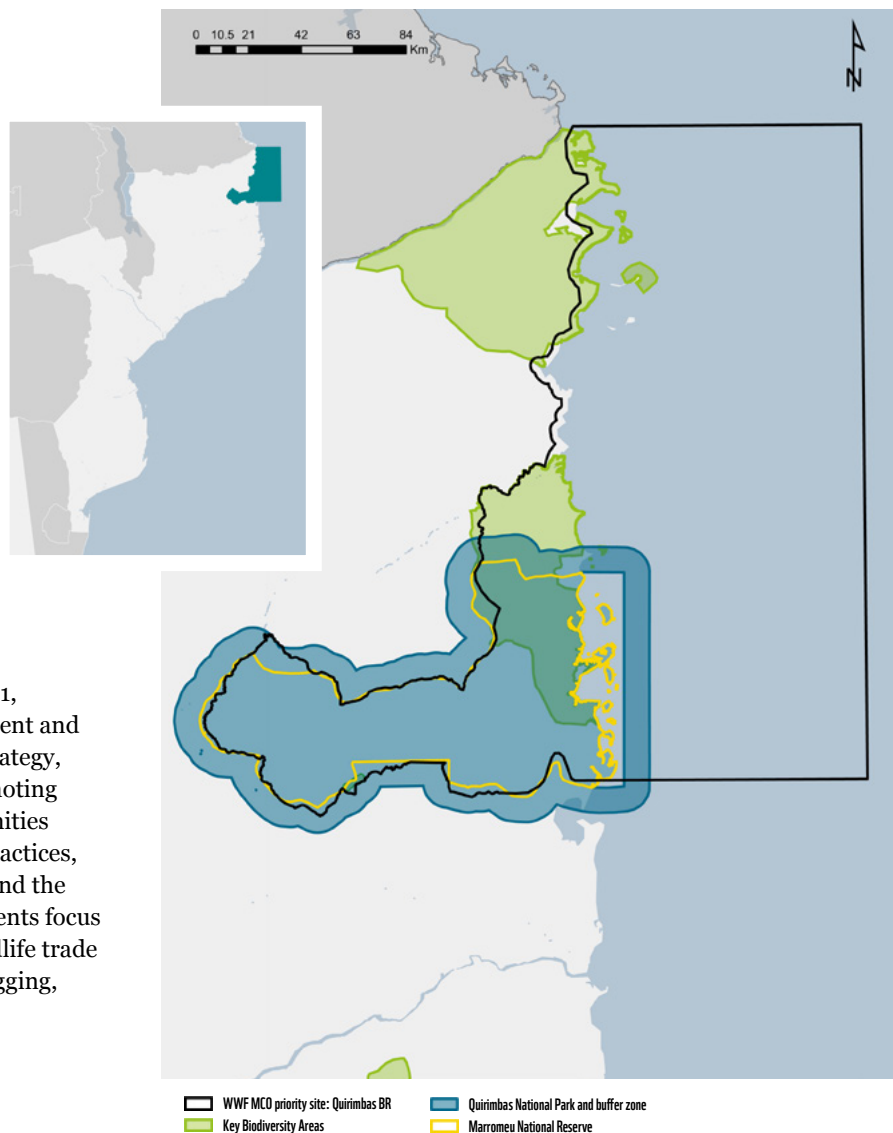 0 10.5 21 42 63 84
Km
N
1,
ent and
ategy,
noting
nities
actices,
nd the
ents focus
dlife trade
gging,
WWF MCO priority site: Quirimbas BR
Key Biodiversity Areas
Quirimbas National Park and buffer zone
Marromeu National Reserve